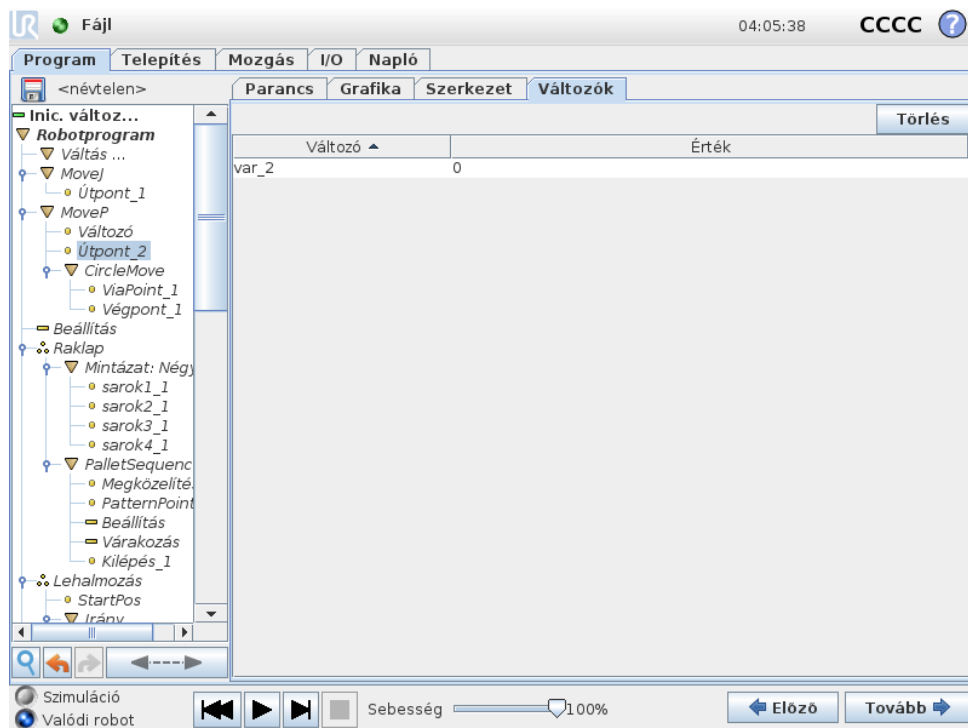 UR Fájl 04:05:38 CCCC ?
Program Telepítés Mozgás I/O Napló
<névtelen>
Parancs Grafika Szerkezet Változók
Törlés
Változó Érték
var_2 0
Inic. változ...
Robotprogram
Váltás ...
MoveJ
Útpont_1
MoveP
Változó
Útpont_2
CircleMove
ViaPoint_1
Végpont_1
Beállítás
Raklap
Mintázat: Négy
sarok1_1
sarok2_1
sarok3_1
sarok4_1
PalletSequenc
Megközelíté
PatternPoint
Beállítás
Várakozás
Kilépés_1
Lehalmozás
StartPos
Irány
Szimuláció
Valódi robot
Sebesség 100%
Előző Tovább